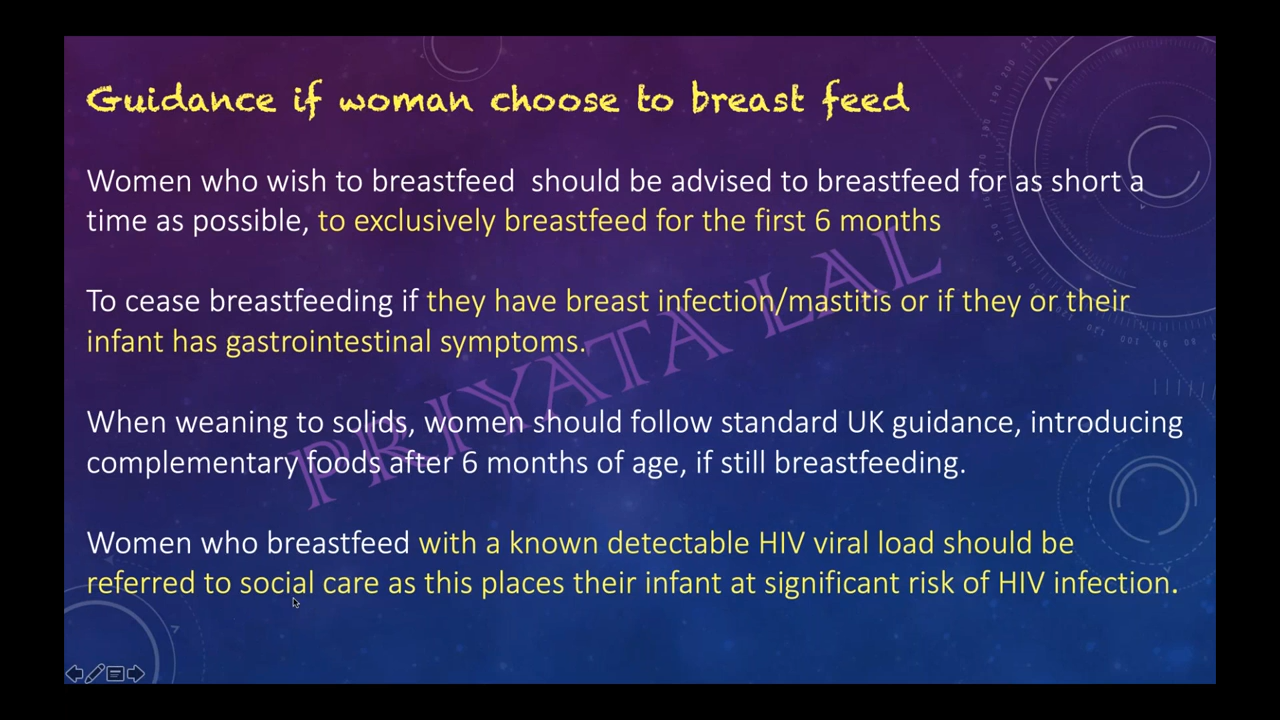 Guidance if woman choose to breast feed
Women who wish to breastfeed  should be advised to breastfeed for as short a
time as possible, to exclusively breastfeed for the first 6 months
To cease breastfeeding if they have breast infection/mastitis or if they or their
infant has gastrointestinal symptoms.
When weaning to solids, women should follow standard UK guidance, introducing
complementary foods after 6 months of age, if still breastfeeding.
Women who breastfeed with a known detectable HIV viral load should be
referred to social care as this places their infant at significant risk of HIV infection.
PRIYATA LAL